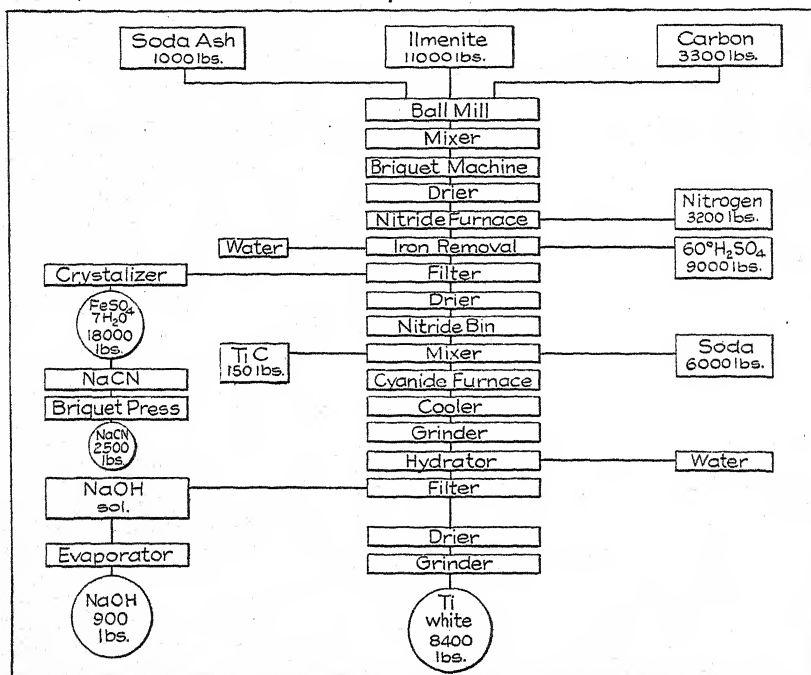 Soda Ash
1000 lbs.
Ilmenite
11000 lbs.
Carbon
3300 lbs.
Ball Mill
Mixer
Briquet Machine
Drier
Nitride Furnace
Nitrogen
3200 lbs.
Water
Iron Removal
60° H₂SO₄
9000 lbs.
Crystalizer
Filter
FeSO₄
7H₂O
18000
lbs.
Drier
Nitride Bin
Ti C
150 lbs.
Mixer
Soda
6000 lbs.
NaCN
Cyanide Furnace
Briquet Press
Cooler
NaCN
2500
lbs.
Grinder
Hydrator
Water
NaOH
sol.
Filter
Drier
Evaporator
Grinder
NaOH
900
lbs.
Ti
white
8400
lbs.